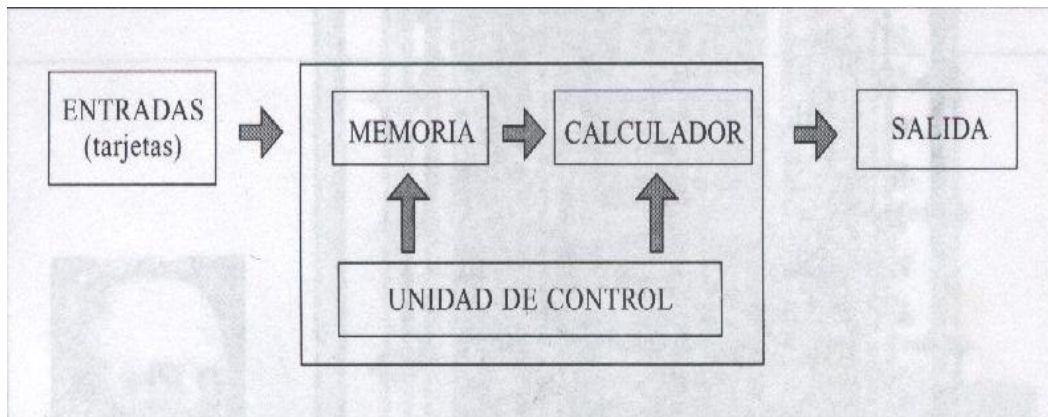 ENTRADAS
(tarjetas)
MEMORIA
CALCULADOR
SALIDA
UNIDAD DE CONTROL